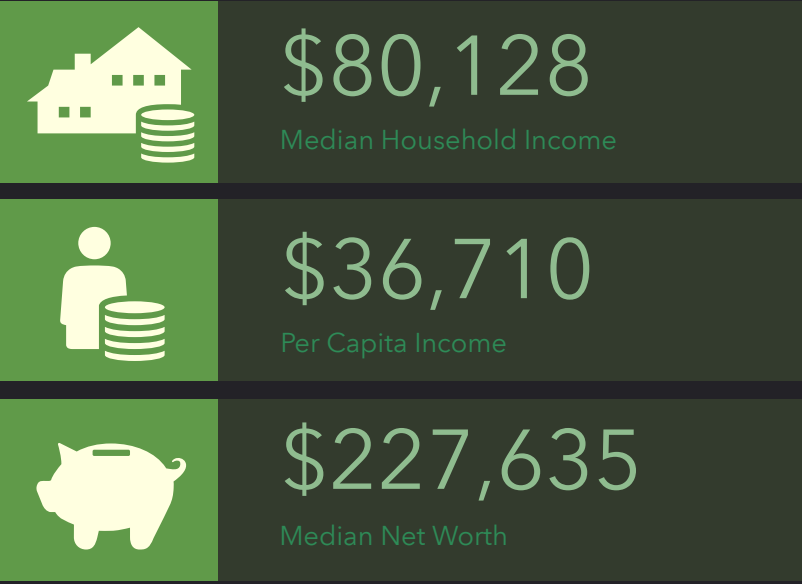 $80,128
Median Household Income
$36,710
Per Capita Income
$227,635
Median Net Worth